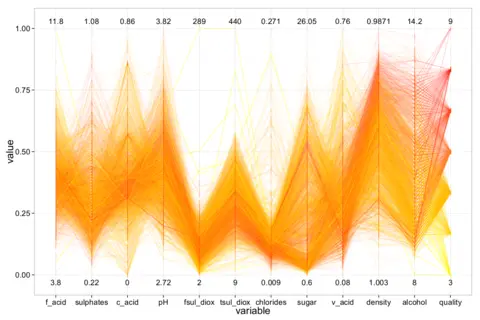 11.8 1.08 0.86 3.82 289 440 0.271 26.05 0.76 0.9871 14.2 9
1.00
0.75
value
0.50
0.25
0.00
3.8 0.22 0 2.72 2 9 0.009 0.6 0.08 1.003 8 3
f_acid sulphates c_acid pH fsul_diox tsul_diox chlorides sugar v_acid density alcohol quality
variable